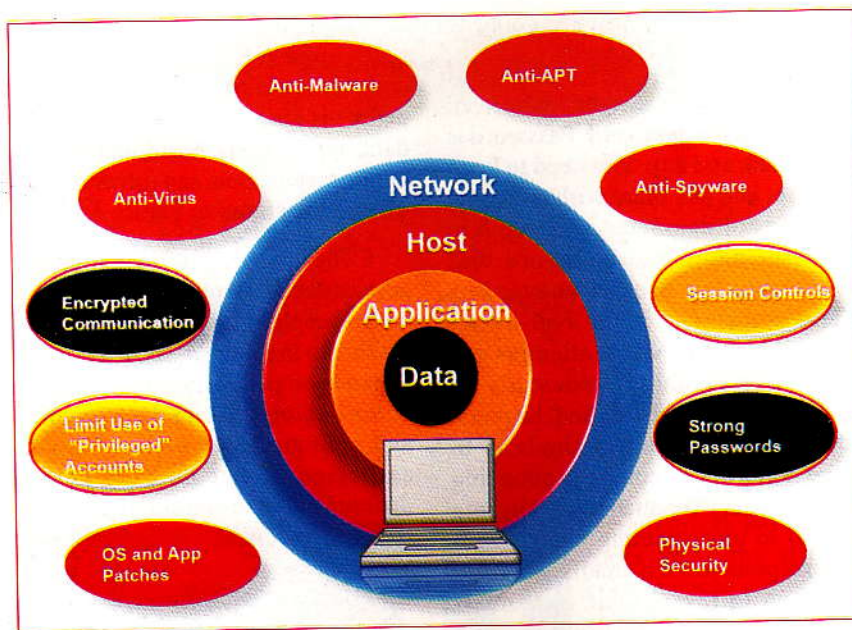 Anti-Malware
Anti-APT
Anti-Virus
Anti-Spyware
Network
Host
Application
Data
Encrypted
Communication
Session Controls
Limit Use of
"Privileged"
Accounts
Strong
Passwords
OS and App
Patches
Physical
Security